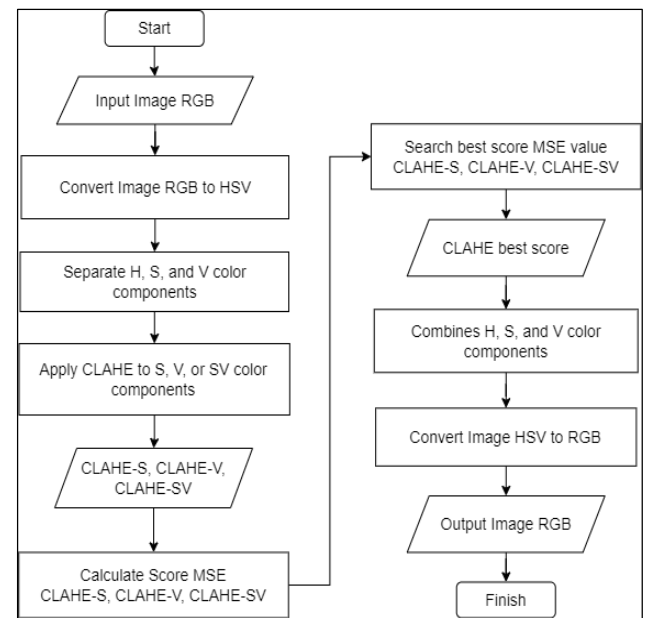 Start
Input Image RGB
Convert Image RGB to HSV
Separate H, S, and V color
components
Apply CLAHE to S, V, or SV color
components
CLAHE-S, CLAHE-V,
CLAHE-SV
Calculate Score MSE
CLAHE-S, CLAHE-V, CLAHE-SV
Search best score MSE value
CLAHE-S, CLAHE-V, CLAHE-SV
CLAHE best score
Combines H, S, and V color
components
Convert Image HSV to RGB
Output Image RGB
Finish